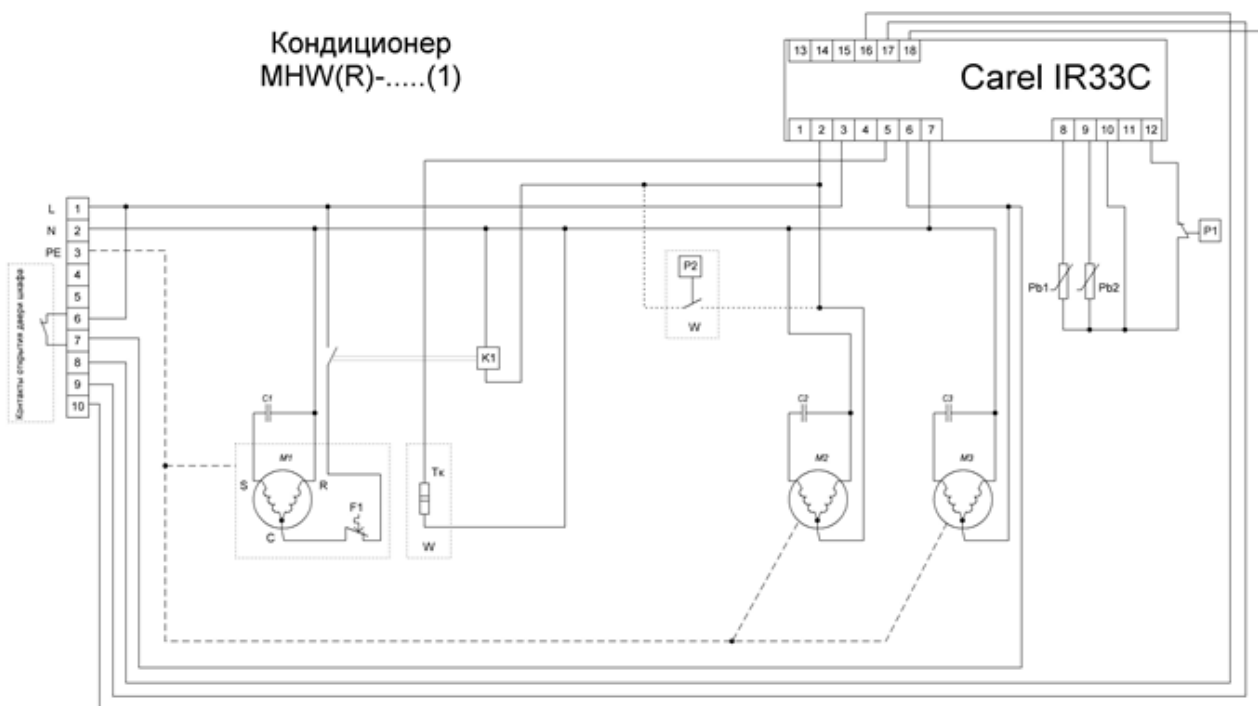 Кондиционер
MHW(R)-.....(1)
13 14 15 16 17 18
Carel IR33C
1 2 3 4 5 6 7
8 9 10 11 12
L 1
N 2
PE 3
4
5
6
7
8
9
10
Контакты открытия двери шкафа
P1
P2
W
Pb1
Pb2
K1
C1
C2
C3
M1
S
R
C
F1
Tк
W
M2
M3